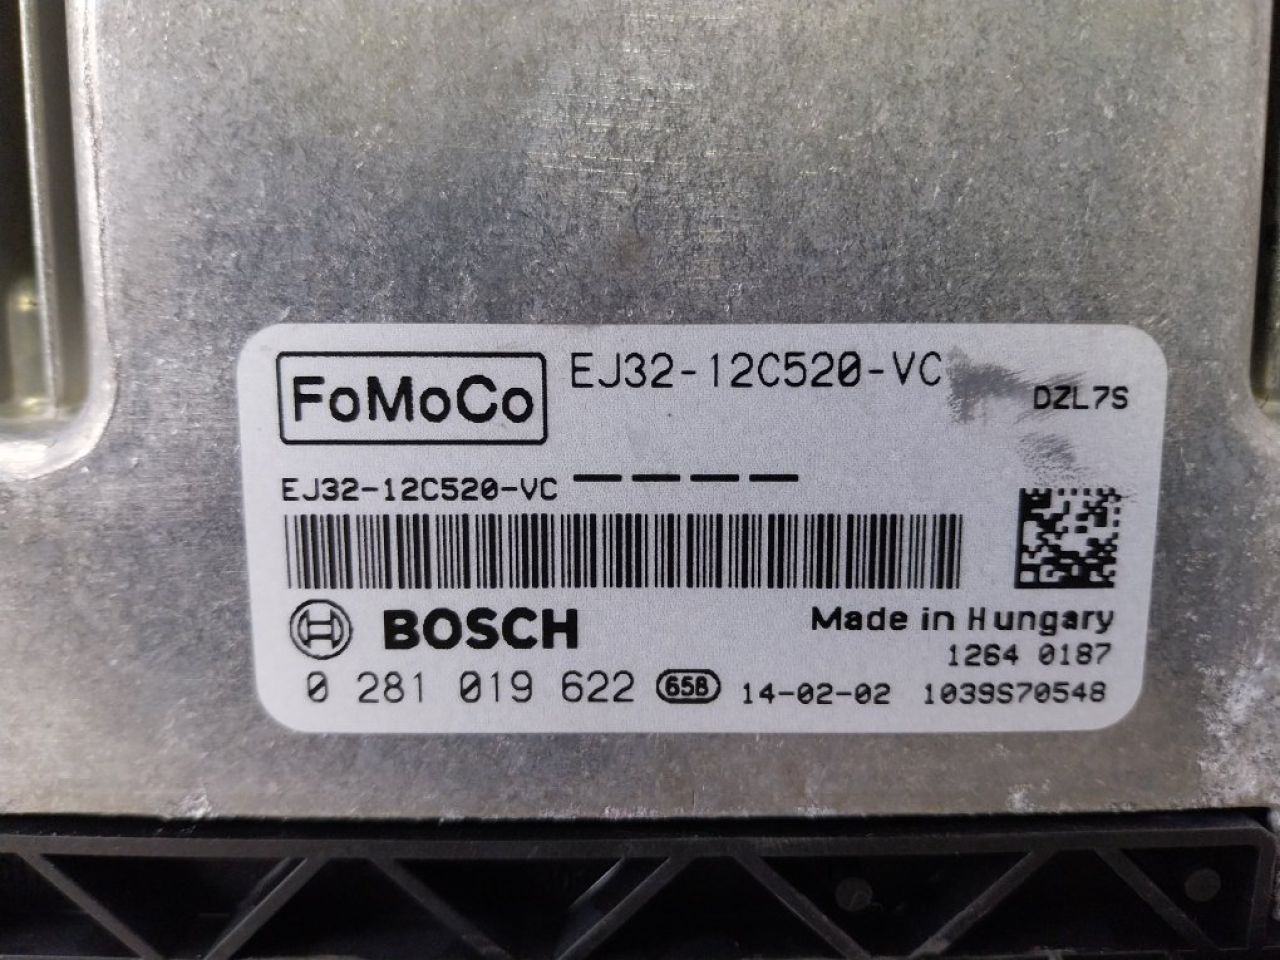 FoMoCo EJ32-12C520-VC
DZL7S
EJ32-12C520-VC ————
BOSCH
Made in Hungary
1264 0187
0 281 019 622 65B 14-02-02 1039S70548